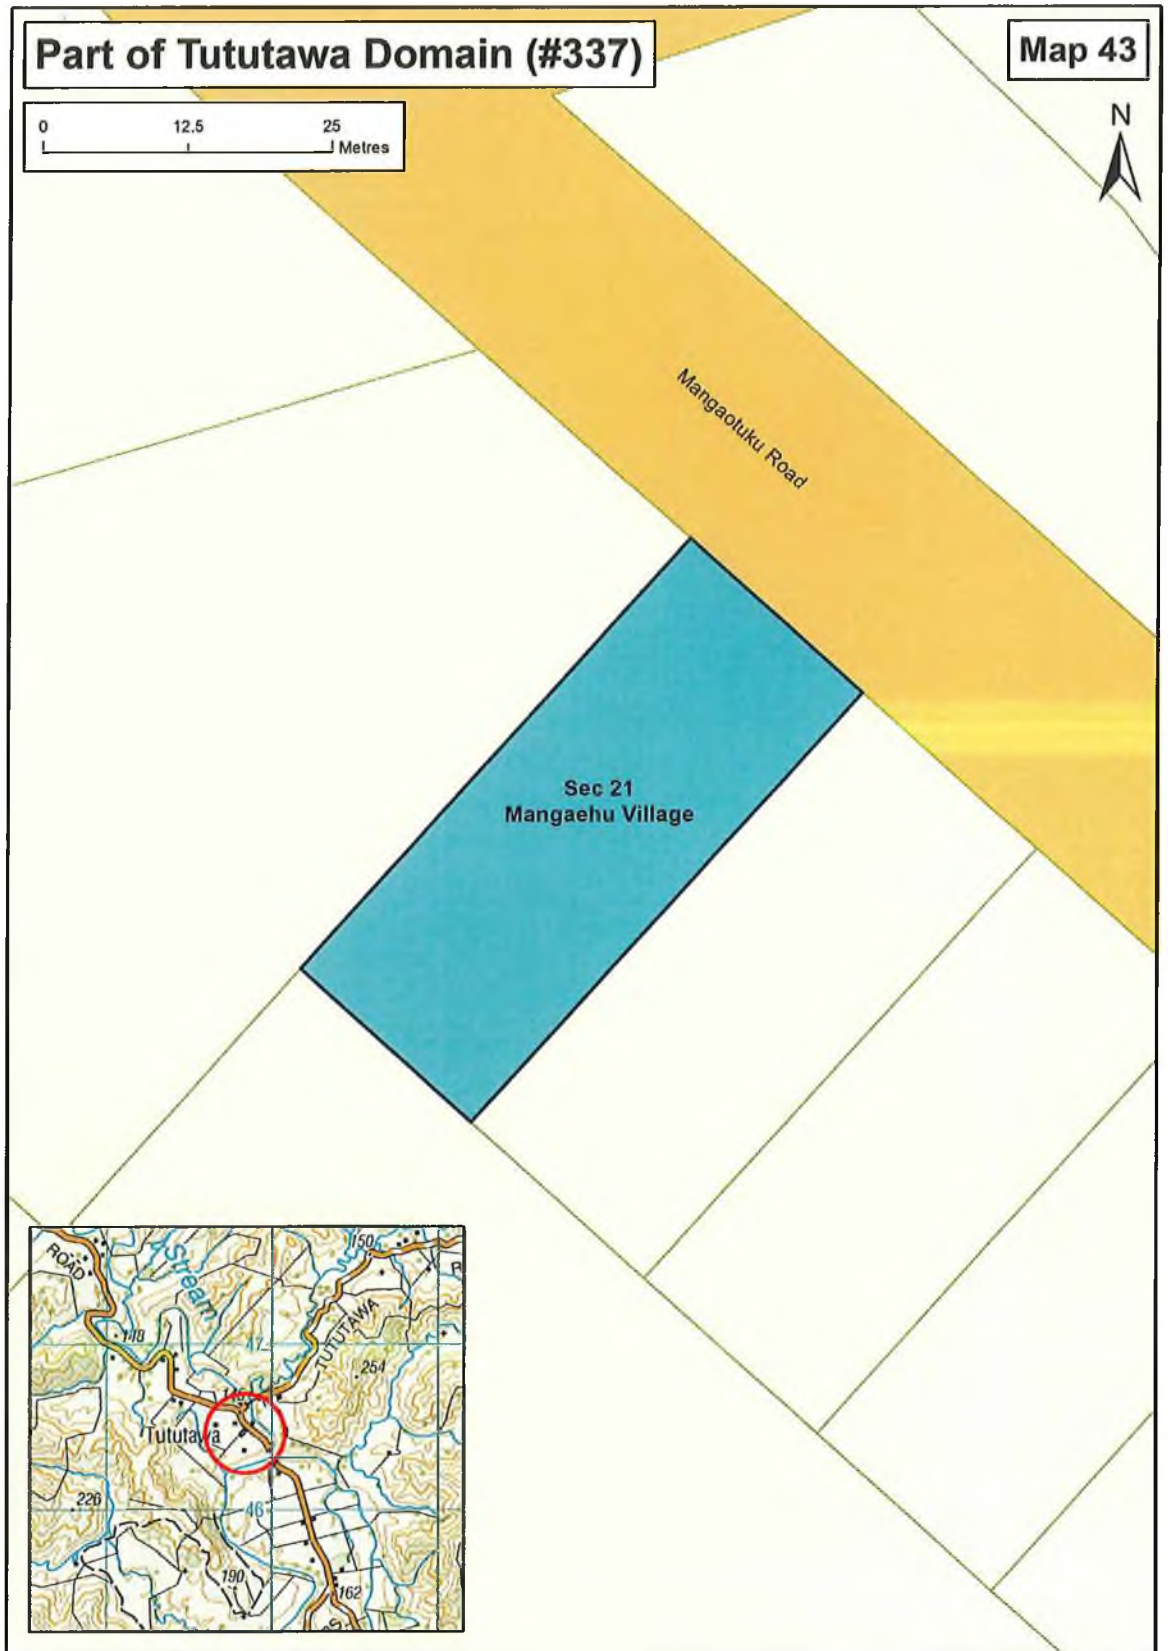 Part of Tututawa Domain (#337)
Map 43
0 12.5 25
Metres
N
Mangaotuku Road
Sec 21
Mangaehu Village
ROAD
Stream
150
148
47
TUTUTAWA
254
Tututawa
226
46
190
162